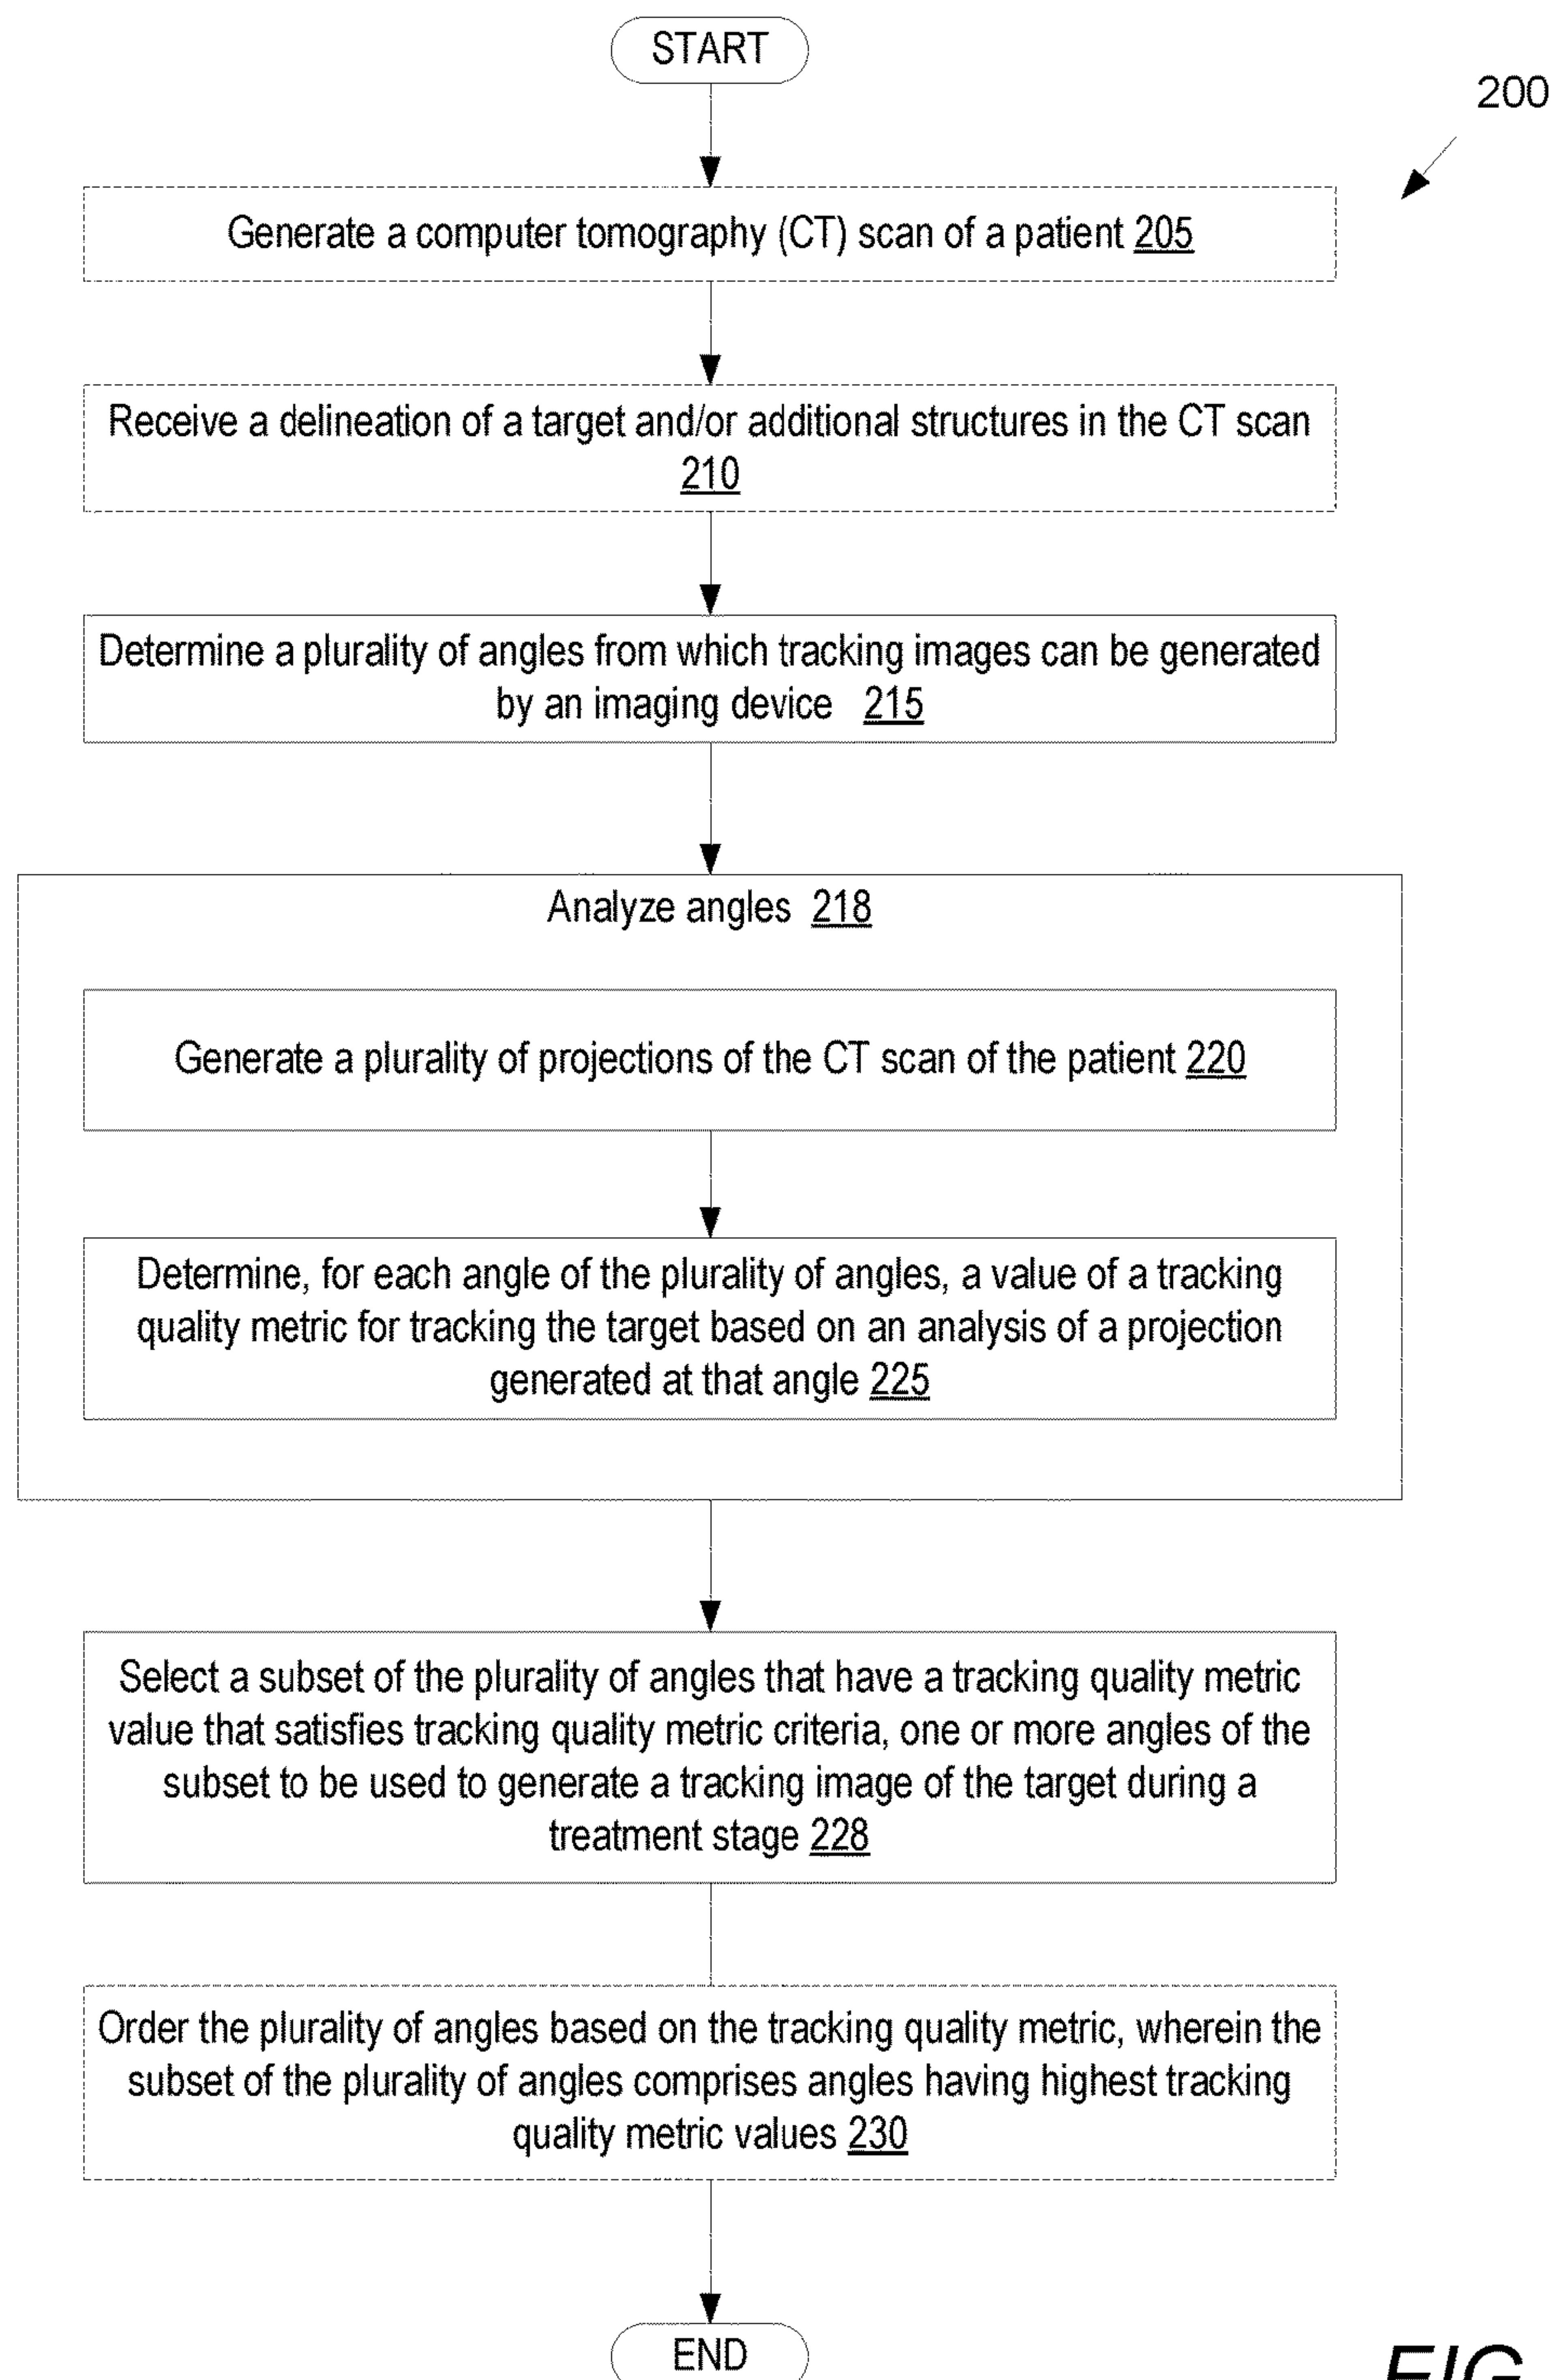 START
200
Generate a computer tomography (CT) scan of a patient 205
Receive a delineation of a target and/or additional structures in the CT scan
210
Determine a plurality of angles from which tracking images can be generated
by an imaging device 215
Analyze angles 218
Generate a plurality of projections of the CT scan of the patient 220
Determine, for each angle of the plurality of angles, a value of a tracking
quality metric for tracking the target based on an analysis of a projection
generated at that angle 225
Select a subset of the plurality of angles that have a tracking quality metric
value that satisfies tracking quality metric criteria, one or more angles of the
subset to be used to generate a tracking image of the target during a
treatment stage 228
Order the plurality of angles based on the tracking quality metric, wherein the
subset of the plurality of angles comprises angles having highest tracking
quality metric values 230
END
FIG